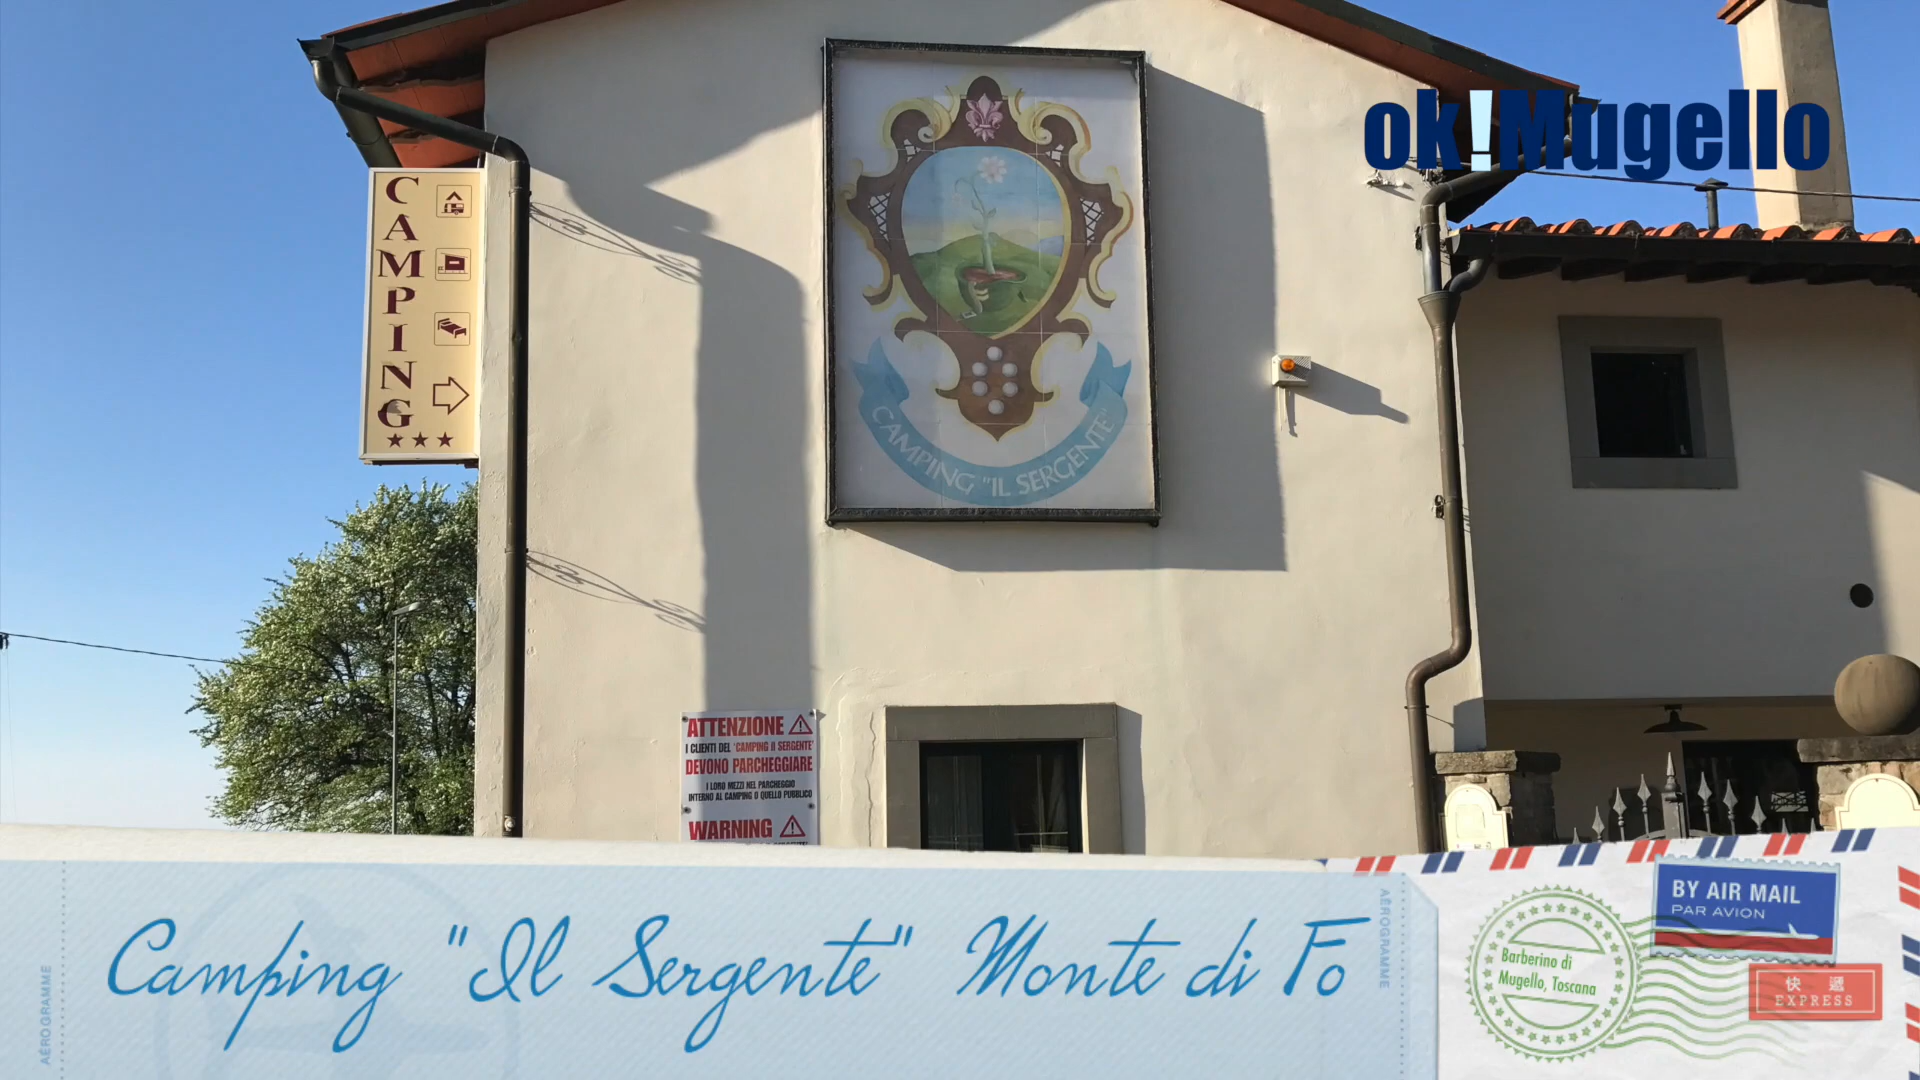 ok!Mugello
CAMPING
CAMPING "IL SERGENTE"
ATTENZIONE
I CLIENTI DEL 'CAMPING Il SERGENTE'
DEVONO PARCHEGGIARE
I LORO MEZZI NEL PARCHEGGIO
INTERNO AL CAMPING O QUELLO PUBBLICO
WARNING
Camping "Il Sergente" Monte di Fo
AÉROGRAMME
AÉROGRAMME
Barberino di
Mugello, Toscana
BY AIR MAIL
PAR AVION
快 遞
EXPRESS